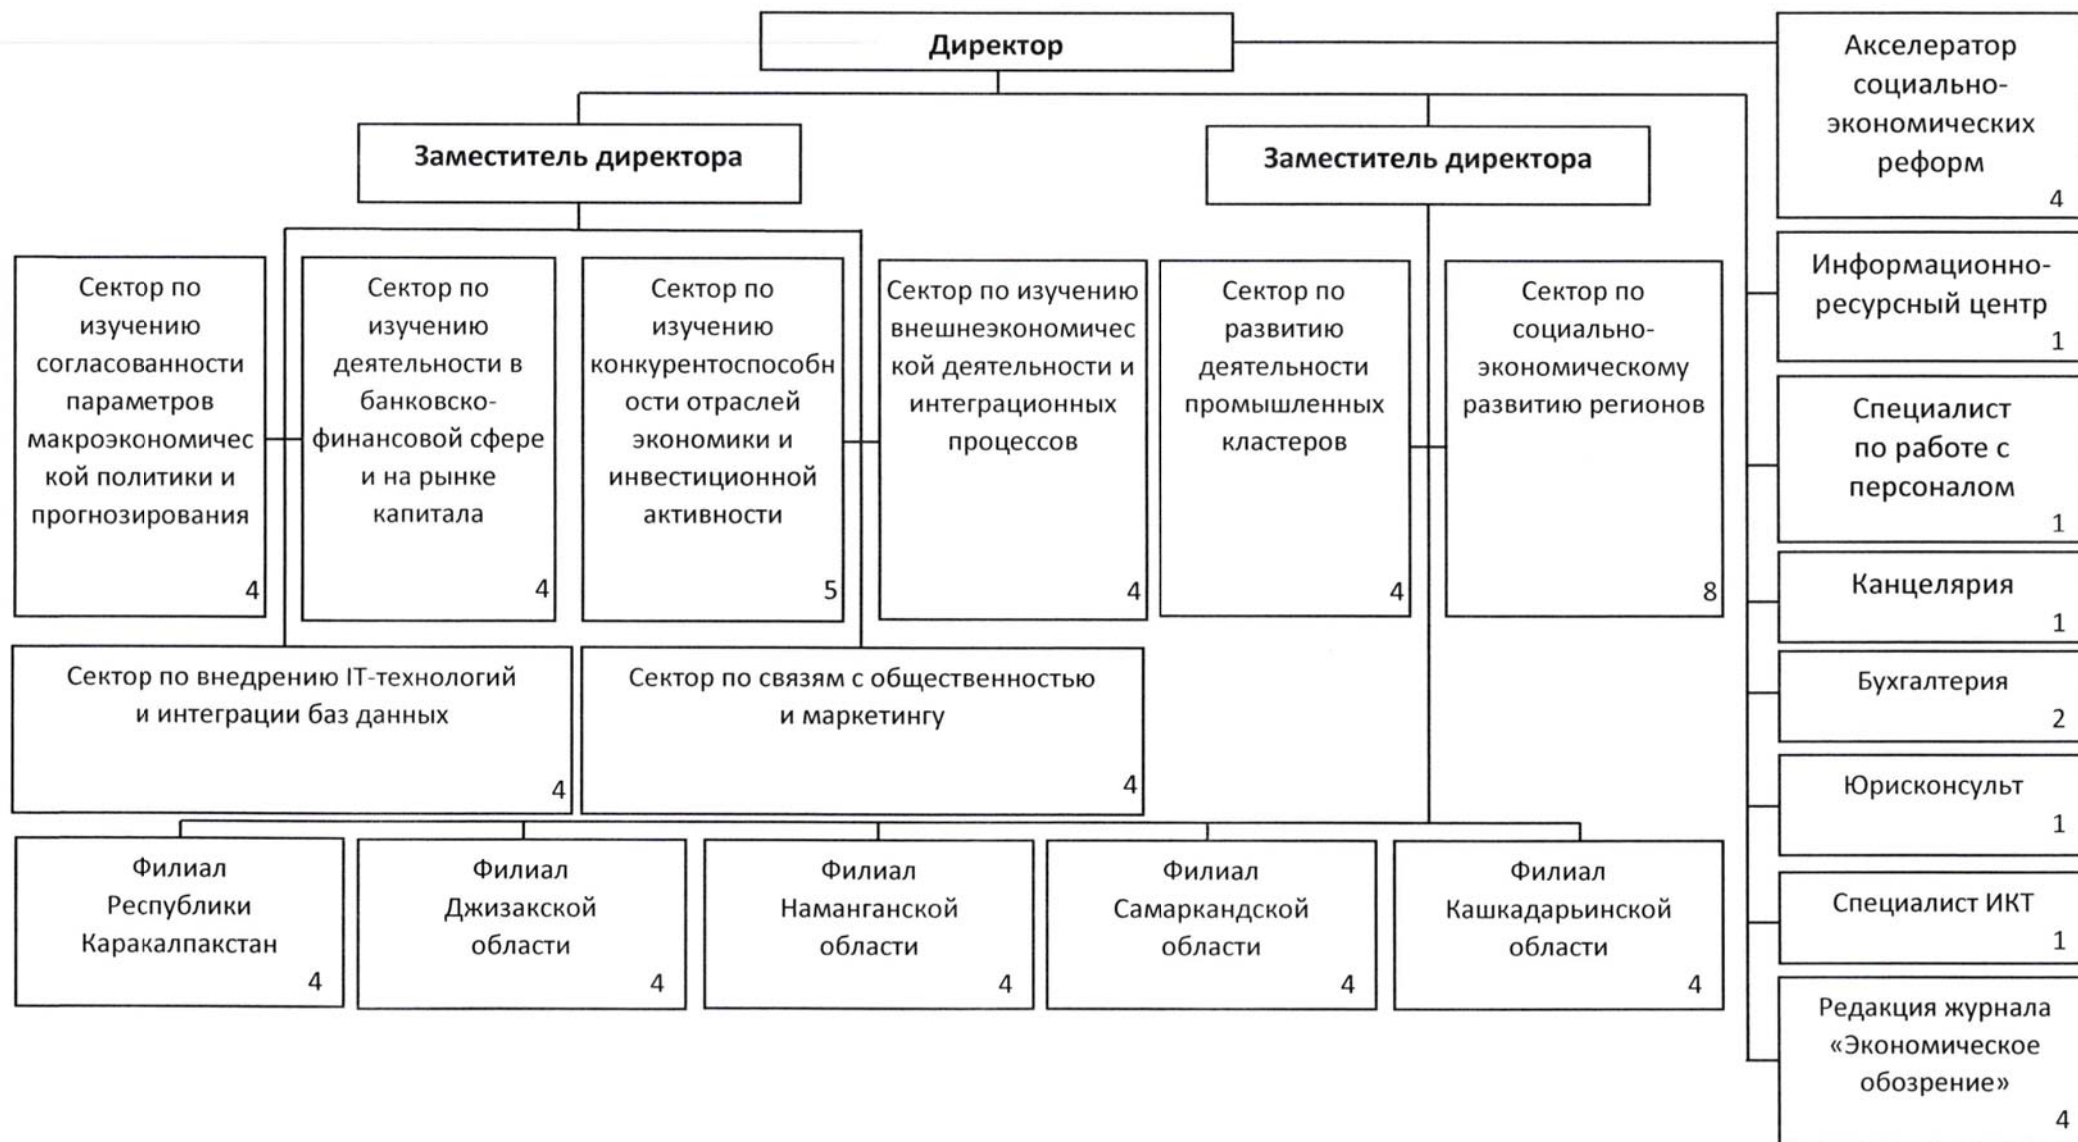 Директор
Акселератор
социально-
экономических
реформ
4
Заместитель директора
Заместитель директора
Информационно-
ресурсный центр
1
Специалист
по работе с
персоналом
1
Канцелярия
1
Бухгалтерия
2
Юрисконсульт
1
Специалист ИКТ
1
Редакция журнала
«Экономическое
обозрение»
4
Сектор по
изучению
согласованности
параметров
макроэкономичес
кой политики и
прогнозирования
4
Сектор по
изучению
деятельности в
банковско-
финансовой сфере
и на рынке
капитала
4
Сектор по
изучению
конкурентоспособн
ости отраслей
экономики и
инвестиционной
активности
5
Сектор по изучению
внешнеэкономичес
кой деятельности и
интеграционных
процессов
4
Сектор по
развитию
деятельности
промышленных
кластеров
4
Сектор по
социально-
экономическому
развитию регионов
8
Сектор по внедрению IT-технологий
и интеграции баз данных
4
Сектор по связям с общественностью
и маркетингу
4
Филиал
Республики
Каракалпакстан
4
Филиал
Джизакской
области
4
Филиал
Наманганской
области
4
Филиал
Самаркандской
области
4
Филиал
Кашкадарьинской
области
4